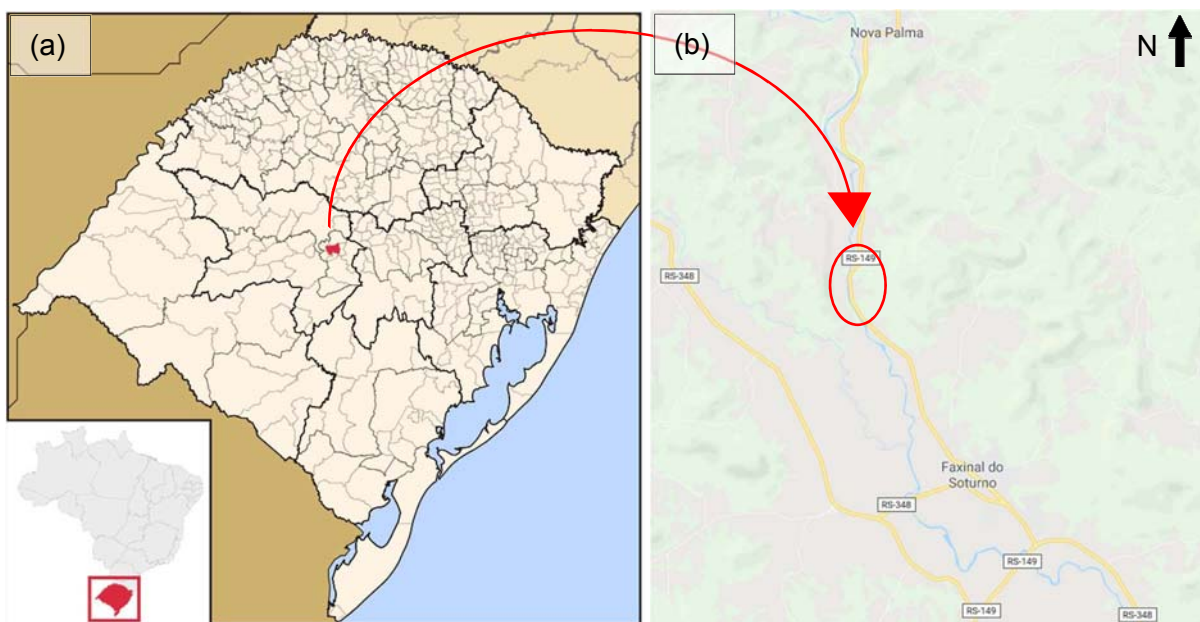 (a)
(b)
Nova Palma
N
RS-149
RS-348
Faxinal do
Soturno
RS-348
RS-149
RS-149
RS-348